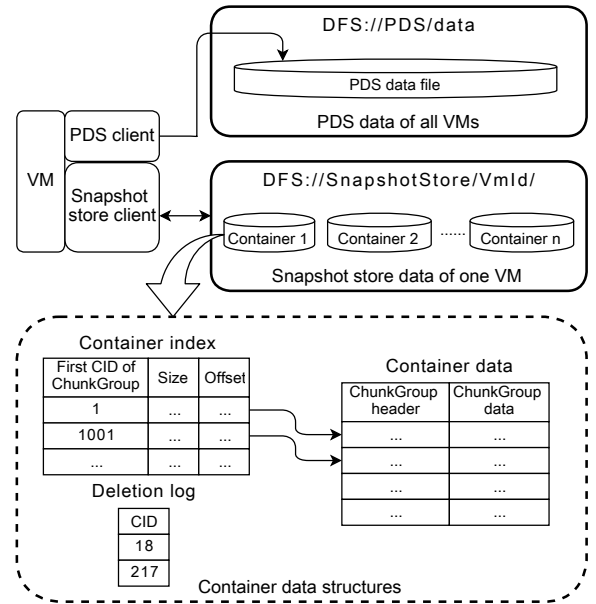 DFS://PDS/data
PDS data file
PDS data of all VMs
VM
PDS client
Snapshot
store client
DFS://SnapshotStore/VmId/
Container 1
Container 2
......
Container n
Snapshot store data of one VM
Container index
First CID of
ChunkGroup
Size
Offset
1
...
...
1001
...
...
...
...
...
Container data
ChunkGroup
header
ChunkGroup
data
...
...
...
...
...
...
...
...
Deletion log
CID
18
217
Container data structures